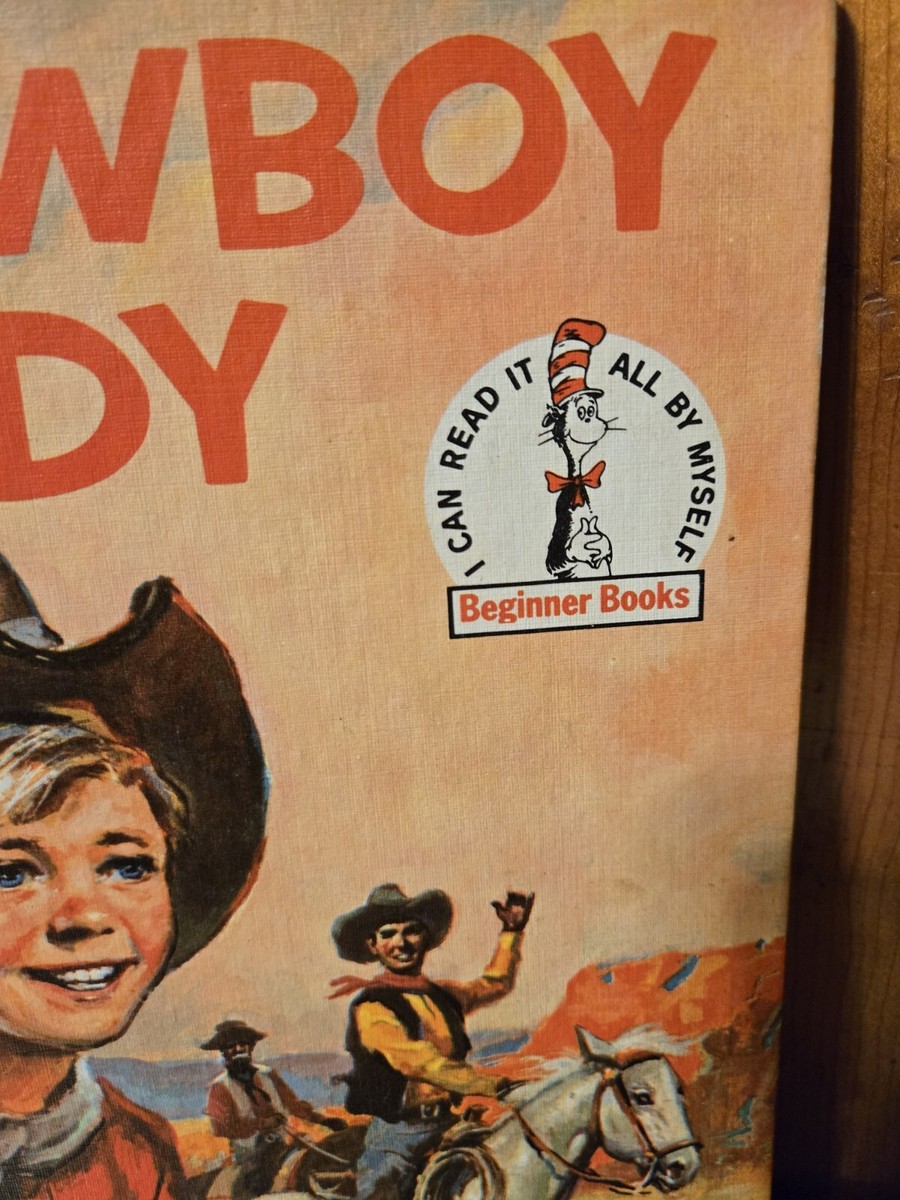 WBOY
DY
I CAN READ IT ALL BY MYSELF
Beginner Books